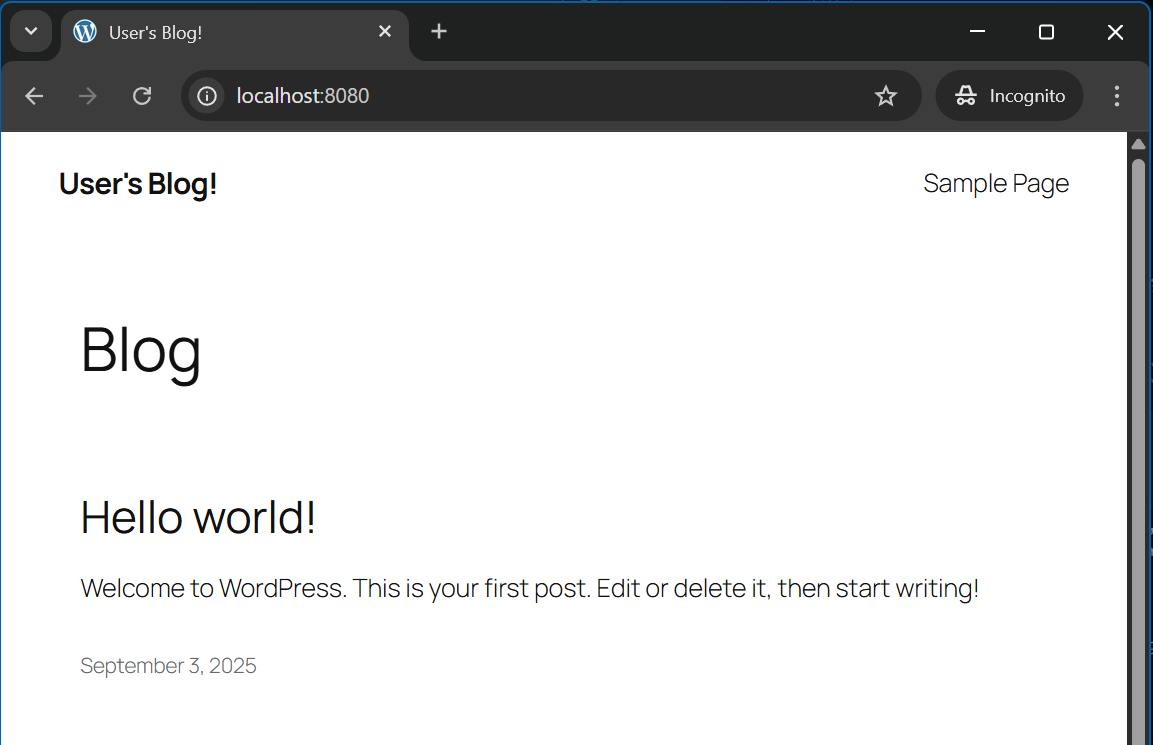 User's Blog!
localhost:8080
Incognito
User's Blog!
Sample Page
Blog
Hello world!
Welcome to WordPress. This is your first post. Edit or delete it, then start writing!
September 3, 2025